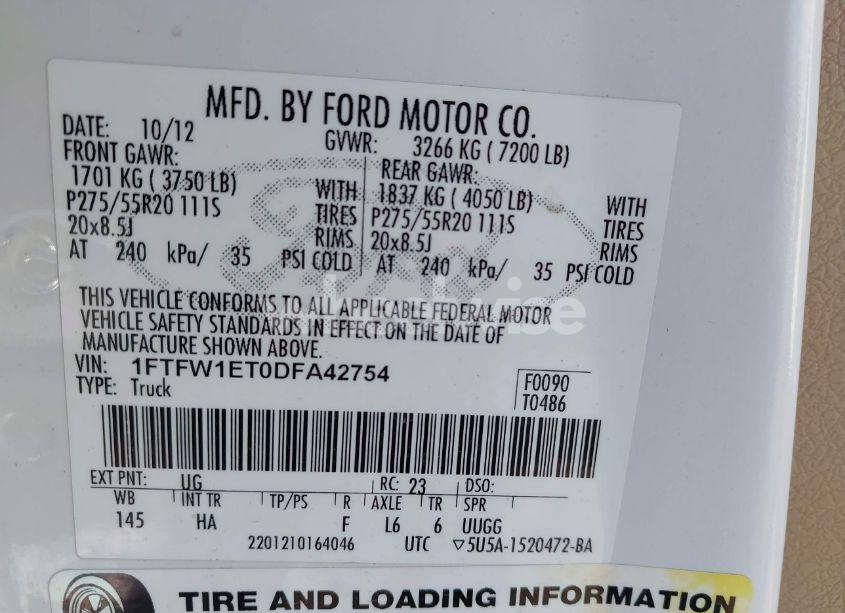 MFD. BY FORD MOTOR CO.
DATE: 10/12 GVWR: 3266 KG ( 7200 LB)
FRONT GAWR: REAR GAWR:
1701 KG ( 3750 LB) WITH 1837 KG ( 4050 LB) WITH
P275/55R20 111S TIRES P275/55R20 111S TIRES
20x8.5J RIMS 20x8.5J RIMS
AT 240 kPa/ 35 PSI COLD AT 240 kPa/ 35 PSI COLD
THIS VEHICLE CONFORMS TO ALL APPLICABLE FEDERAL MOTOR
VEHICLE SAFETY STANDARDS IN EFFECT ON THE DATE OF
MANUFACTURE SHOWN ABOVE.
VIN: 1FTFW1ET0DFA42754
TYPE: Truck
F0090
T0486
EXT PNT: UG RC: 23 DSO:
WB INT TR TP/PS R AXLE TR SPR
145 HA F L6 6 UUGG
2201210164046 UTC ▽5U5A-1520472-BA
TIRE AND LOADING INFORMATION